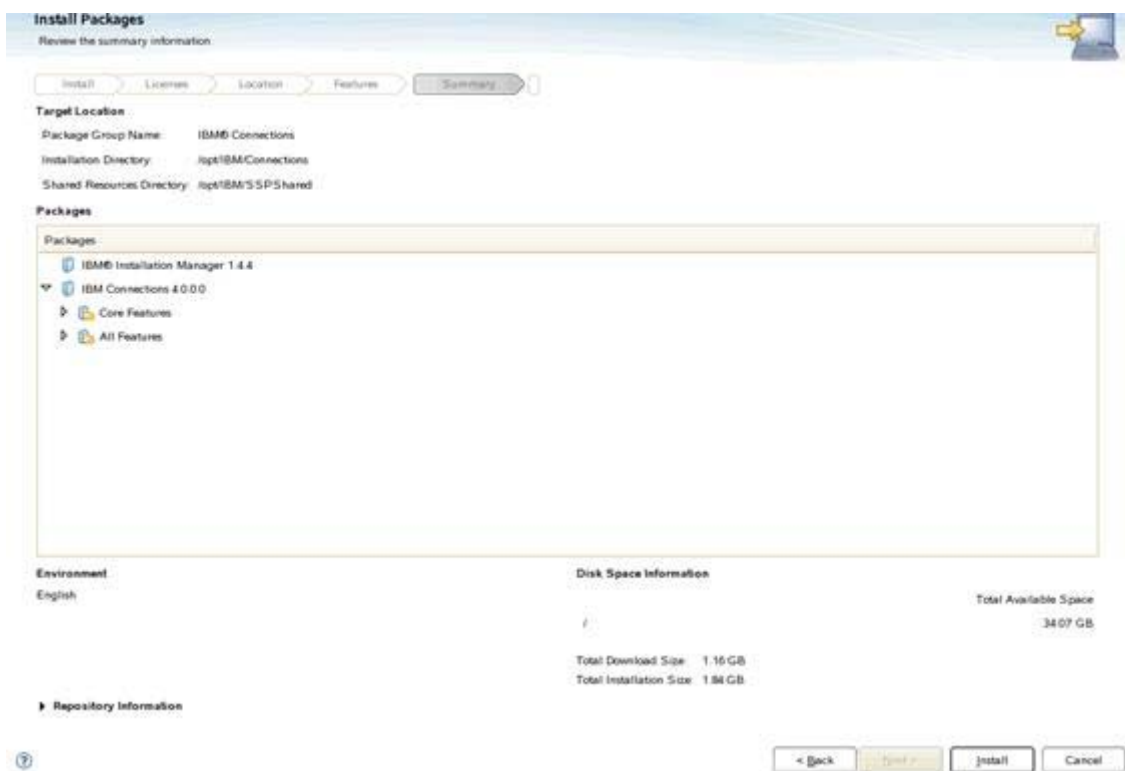 Install Packages
Review the summary information
Install Licenses Location Features Summary
Target Location
Package Group Name: IBM® Connections
Installation Directory: /opt/IBM/Connections
Shared Resources Directory: /opt/IBM/SSPShared
Packages
Packages
IBM® Installation Manager 1.4.4
IBM Connections 4.0.0.0
Core Features
All Features
Environment
English
Disk Space Information
Total Available Space
/ 34.07 GB
Total Download Size 1.16 GB
Total Installation Size 1.84 GB
Repository Information
? < Back Next > Install Cancel